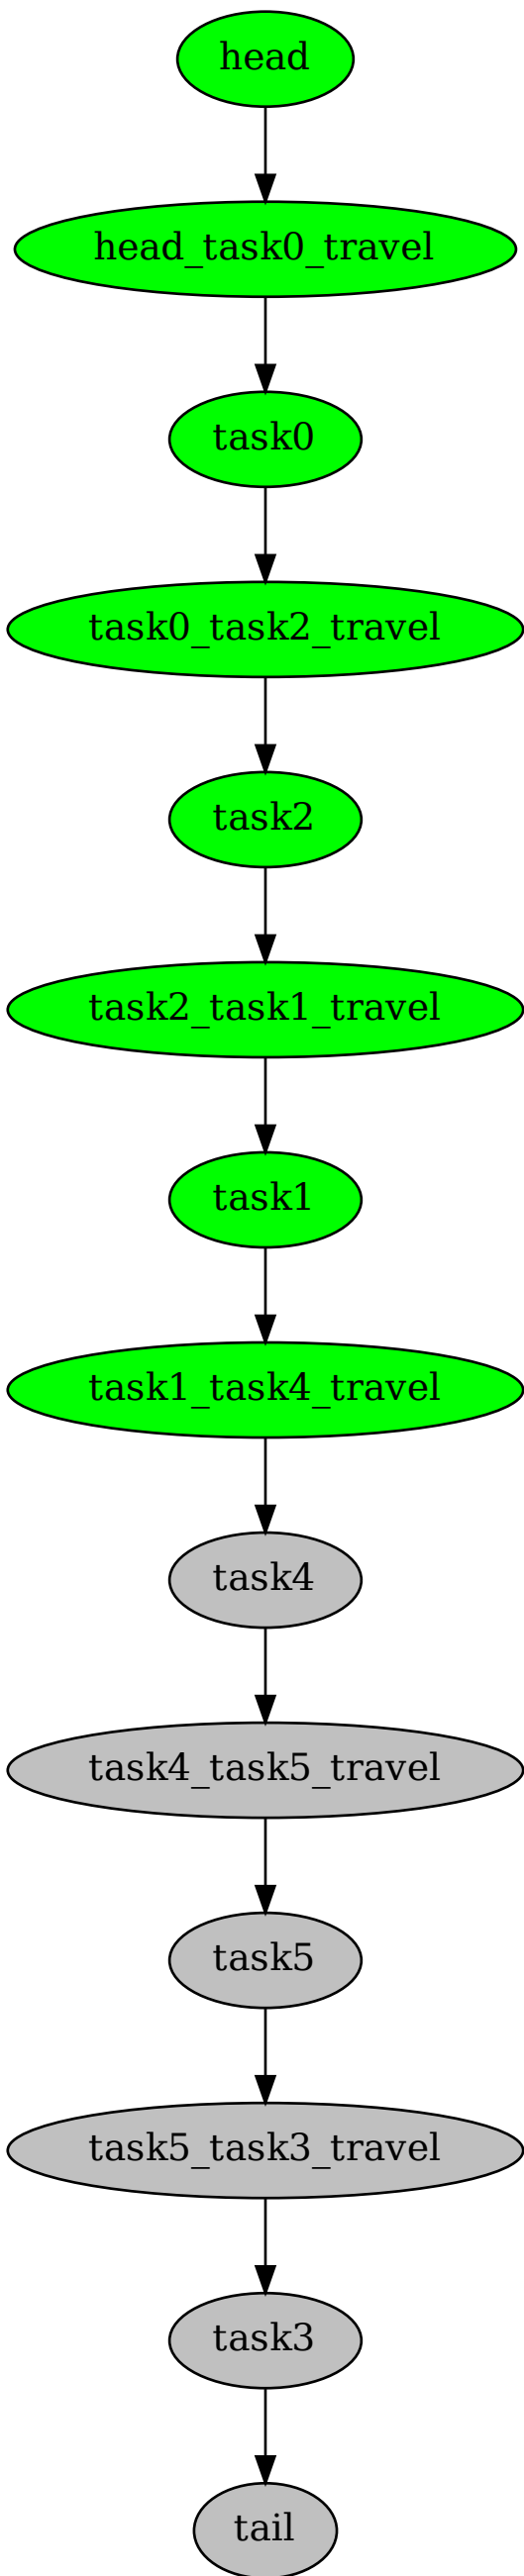 head
head_task0_travel
task0
task0_task2_travel
task2
task2_task1_travel
task1
task1_task4_travel
task4
task4_task5_travel
task5
task5_task3_travel
task3
tail